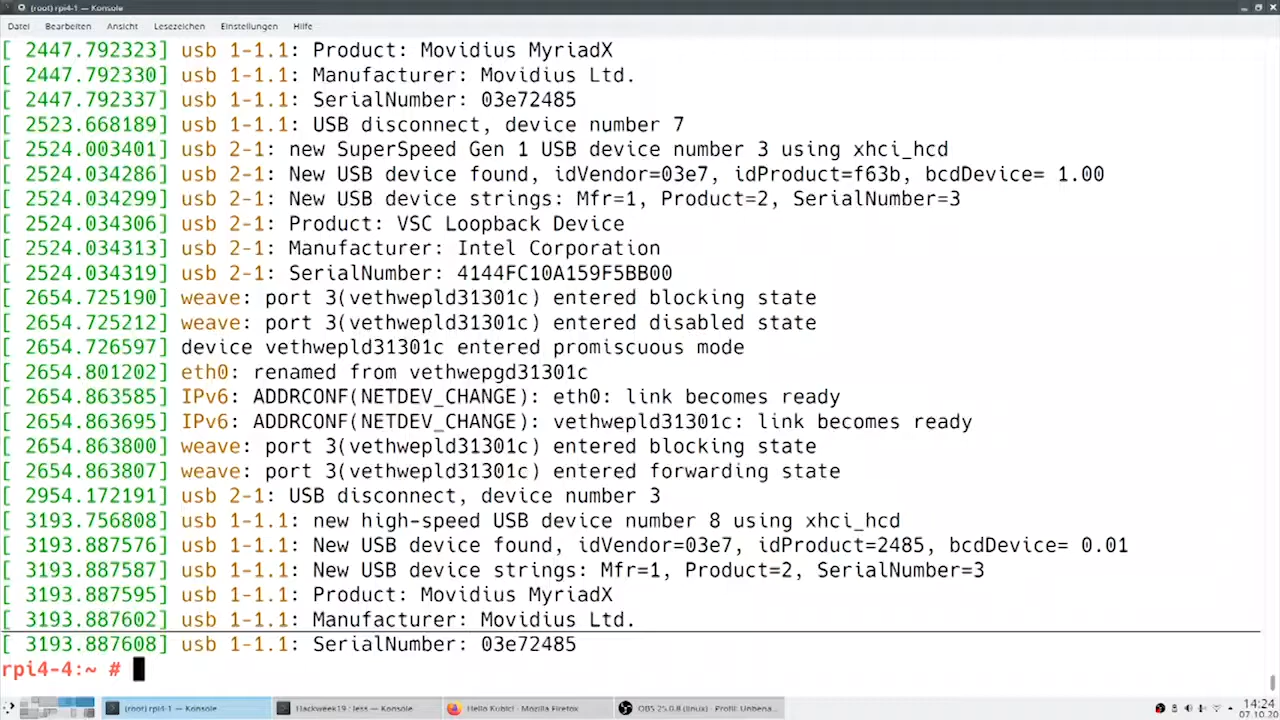 (root) rpi4-1 — Konsole
Datei Bearbeiten Ansicht Lesezeichen Einstellungen Hilfe
[ 2447.792323] usb 1-1.1: Product: Movidius MyriadX
[ 2447.792330] usb 1-1.1: Manufacturer: Movidius Ltd.
[ 2447.792337] usb 1-1.1: SerialNumber: 03e72485
[ 2523.668189] usb 1-1.1: USB disconnect, device number 7
[ 2524.003401] usb 2-1: new SuperSpeed Gen 1 USB device number 3 using xhci_hcd
[ 2524.034286] usb 2-1: New USB device found, idVendor=03e7, idProduct=f63b, bcdDevice= 1.00
[ 2524.034299] usb 2-1: New USB device strings: Mfr=1, Product=2, SerialNumber=3
[ 2524.034306] usb 2-1: Product: VSC Loopback Device
[ 2524.034313] usb 2-1: Manufacturer: Intel Corporation
[ 2524.034319] usb 2-1: SerialNumber: 4144FC10A159F5BB00
[ 2654.725190] weave: port 3(vethwepld31301c) entered blocking state
[ 2654.725212] weave: port 3(vethwepld31301c) entered disabled state
[ 2654.726597] device vethwepld31301c entered promiscuous mode
[ 2654.801202] eth0: renamed from vethwepgd31301c
[ 2654.863585] IPv6: ADDRCONF(NETDEV_CHANGE): eth0: link becomes ready
[ 2654.863695] IPv6: ADDRCONF(NETDEV_CHANGE): vethwepld31301c: link becomes ready
[ 2654.863800] weave: port 3(vethwepld31301c) entered blocking state
[ 2654.863807] weave: port 3(vethwepld31301c) entered forwarding state
[ 2954.172191] usb 2-1: USB disconnect, device number 3
[ 3193.756808] usb 1-1.1: new high-speed USB device number 8 using xhci_hcd
[ 3193.887576] usb 1-1.1: New USB device found, idVendor=03e7, idProduct=2485, bcdDevice= 0.01
[ 3193.887587] usb 1-1.1: New USB device strings: Mfr=1, Product=2, SerialNumber=3
[ 3193.887595] usb 1-1.1: Product: Movidius MyriadX
[ 3193.887602] usb 1-1.1: Manufacturer: Movidius Ltd.
[ 3193.887608] usb 1-1.1: SerialNumber: 03e72485
rpi4-4:~ #
(root) rpi4-1 — Konsole Hackweek19 : less — Konsole Hello Kubic! - Mozilla Firefox OBS 25.0.8 (linux) - Profil: Unbena... 14:24
07.10.20